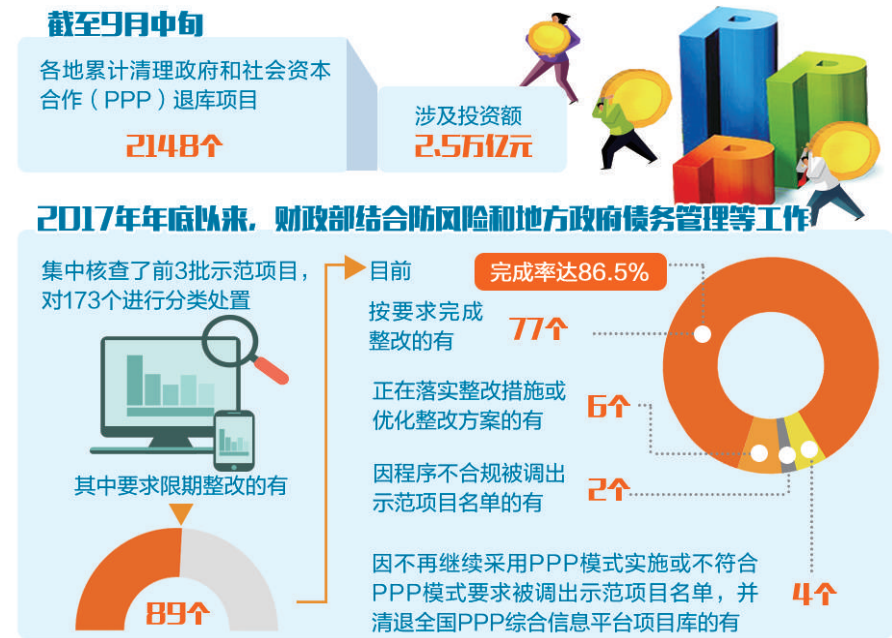 截至9月中旬
各地累计清理政府和社会资本
合作（PPP）退库项目
2148个
涉及投资额
2.5万亿元
2017年年底以来，财政部结合防风险和地方政府债务管理等工作
集中核查了前3批示范项目，
对173个进行分类处置
其中要求限期整改的有
89个
目前
完成率达86.5%
按要求完成
整改的有
77个
正在落实整改措施或
优化整改方案的有
6个
因程序不合规被调出
示范项目名单的有
2个
因不再继续采用PPP模式实施或不符合
PPP模式要求被调出示范项目名单，并
清退全国PPP综合信息平台项目库的有
4个